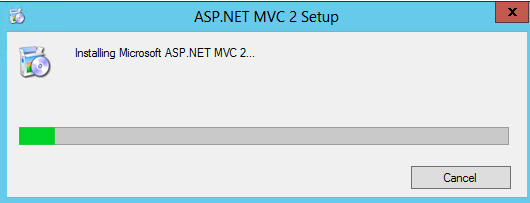 ASP.NET MVC 2 Setup
x
Installing Microsoft ASP.NET MVC 2...
Cancel